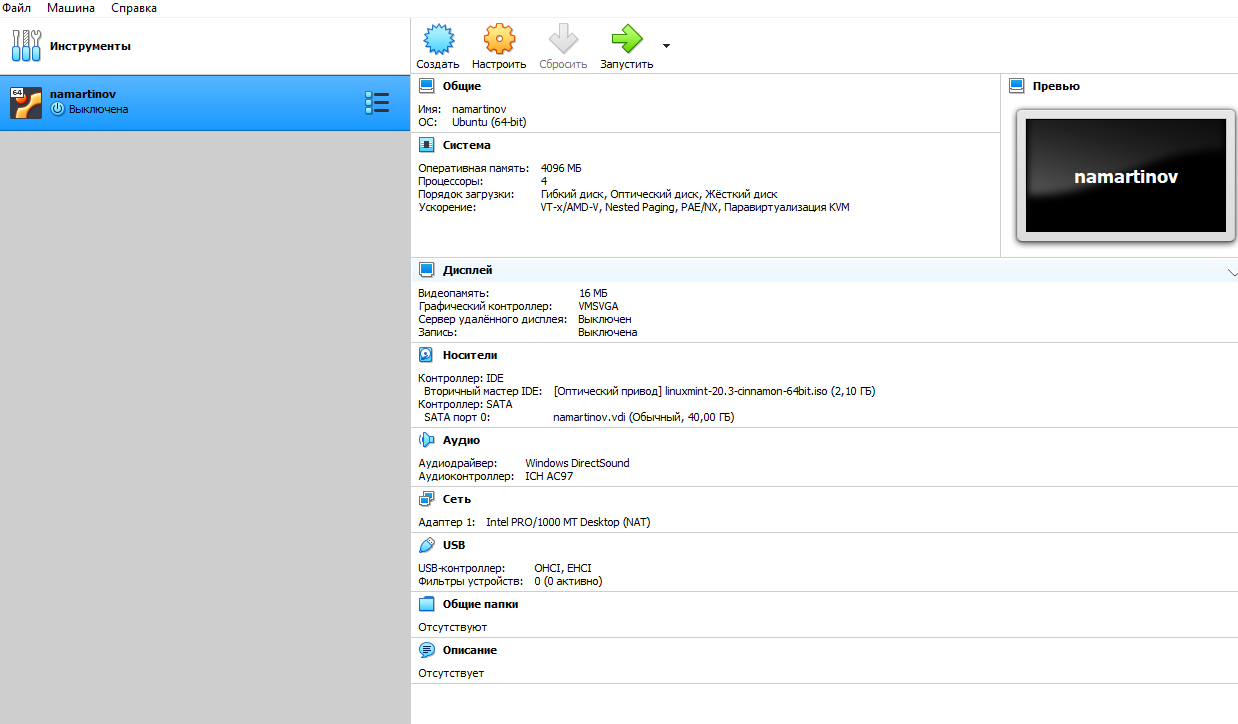 Файл Машина Справка
Инструменты
64
namartinov
Выключена
Создать Настроить Сбросить Запустить
Общие
Имя: namartinov
ОС: Ubuntu (64-bit)
Превью
namartinov
Система
Оперативная память: 4096 МБ
Процессоры: 4
Порядок загрузки: Гибкий диск, Оптический диск, Жёсткий диск
Ускорение: VT-x/AMD-V, Nested Paging, PAE/NX, Паравиртуализация KVM
Дисплей
Видеопамять: 16 МБ
Графический контроллер: VMSVGA
Сервер удалённого дисплея: Выключен
Запись: Выключена
Носители
Контроллер: IDE
Вторичный мастер IDE: [Оптический привод] linuxmint-20.3-cinnamon-64bit.iso (2,10 ГБ)
Контроллер: SATA
SATA порт 0: namartinov.vdi (Обычный, 40,00 ГБ)
Аудио
Аудиодрайвер: Windows DirectSound
Аудиоконтроллер: ICH AC97
Сеть
Адаптер 1: Intel PRO/1000 MT Desktop (NAT)
USB
USB-контроллер: OHCI, EHCI
Фильтры устройств: 0 (0 активно)
Общие папки
Отсутствуют
Описание
Отсутствует